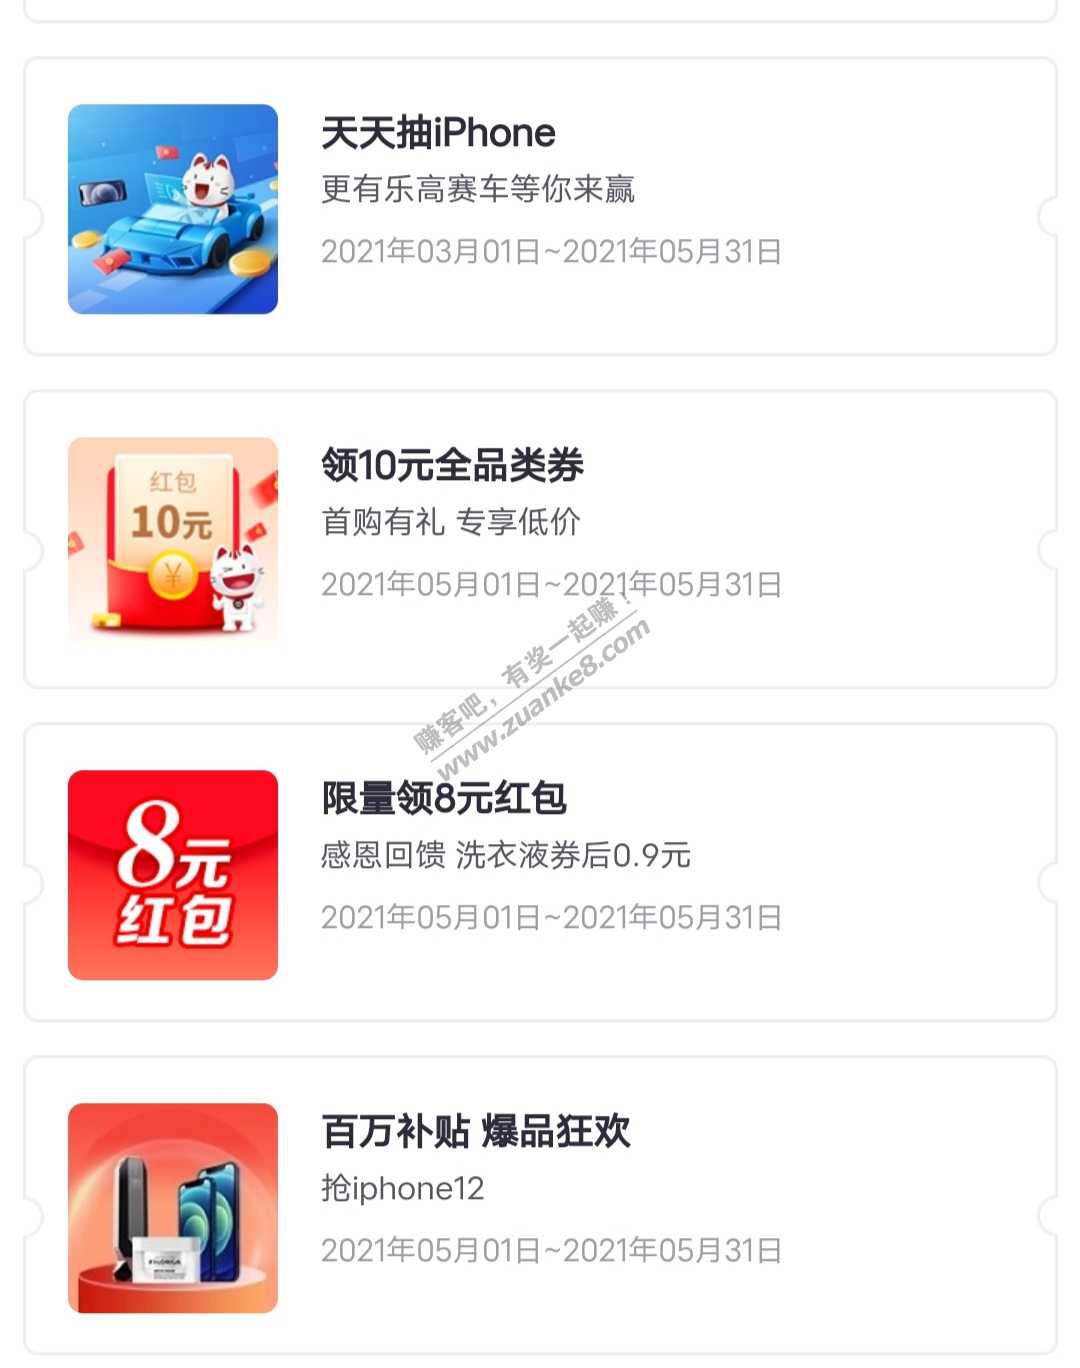 天天抽iPhone
更有乐高赛车等你来赢
2021年03月01日~2021年05月31日
红包
10元
领10元全品类券
首购有礼 专享低价
2021年05月01日~2021年05月31日
赚客吧，有奖一起赚！
www.zuanke8.com
8元
红包
限量领8元红包
感恩回馈 洗衣液券后0.9元
2021年05月01日~2021年05月31日
百万补贴 爆品狂欢
抢iphone12
2021年05月01日~2021年05月31日